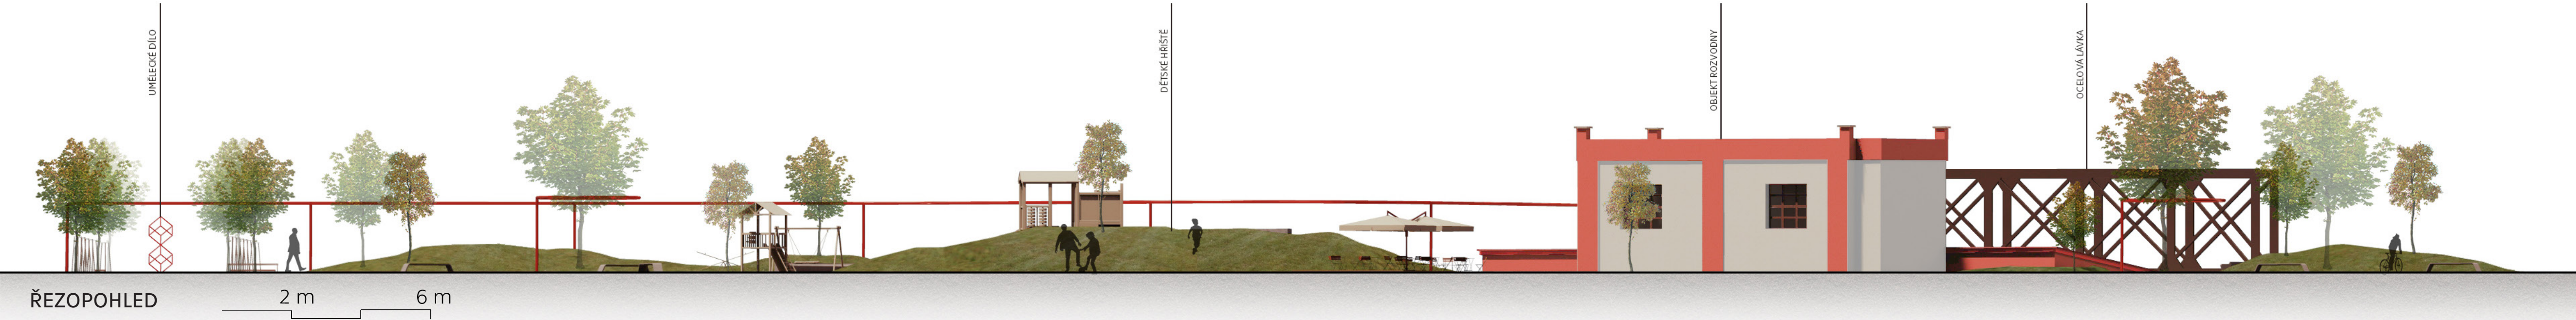 UMĚLECKÉ DÍLO
DĚTSKÉ HŘIŠTĚ
OBJEKT ROZVODNY
OCELOVÁ LÁVKA
ŘEZOPOHLED
2 m
6 m